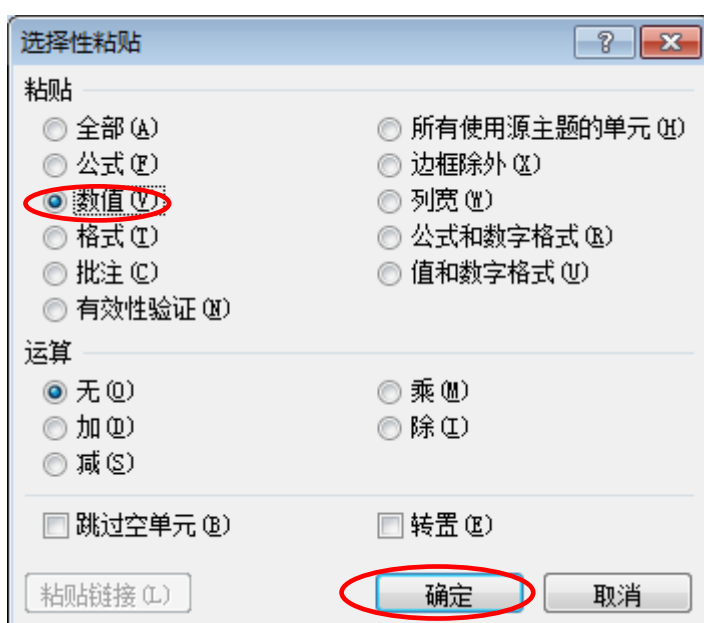 选择性粘贴
粘贴
全部(A) 所有使用源主题的单元(H)
公式(F) 边框除外(X)
数值(V) 列宽(W)
格式(T) 公式和数字格式(R)
批注(C) 值和数字格式(U)
有效性验证(N)
运算
无(O) 乘(M)
加(D) 除(I)
减(S)
跳过空单元(B) 转置(E)
粘贴链接(L) 确定 取消